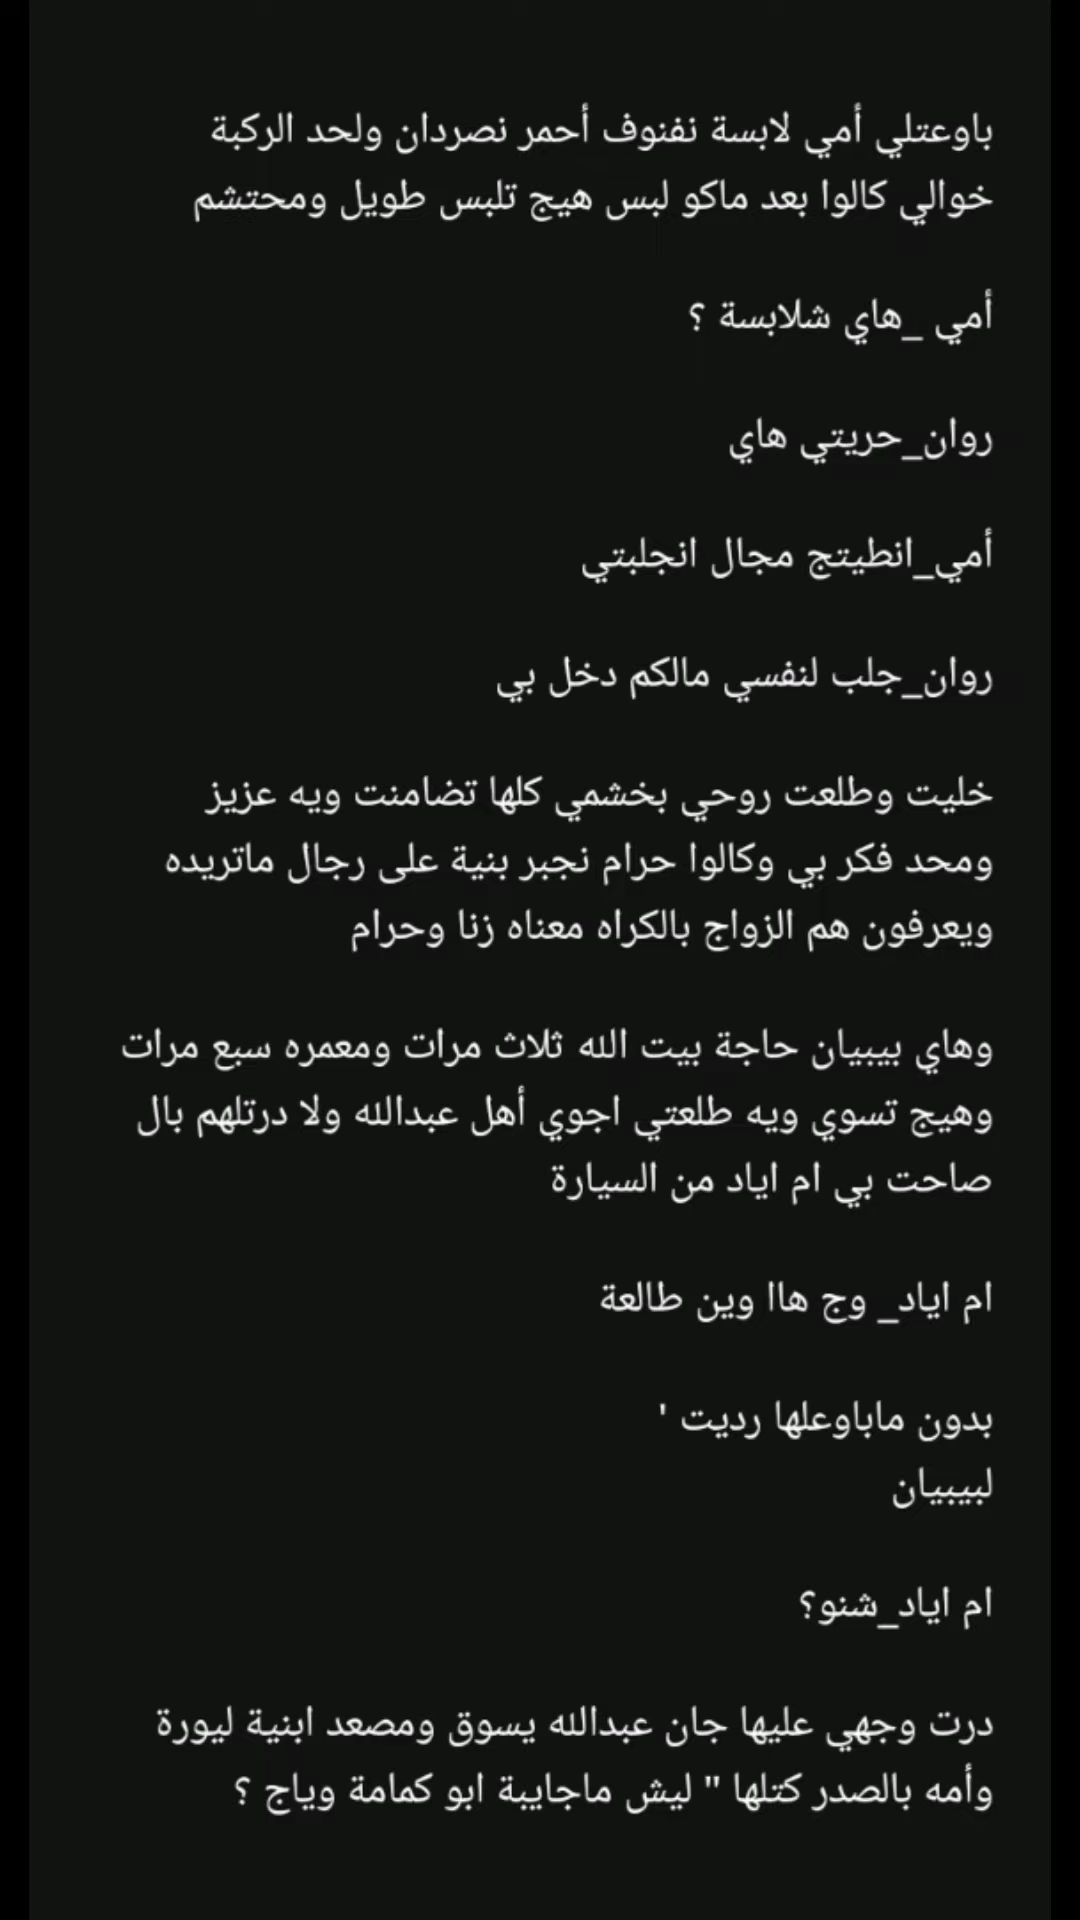 باوعتلي أمي لابسة نفنوف أحمر نصردان ولحد الركبة
خوالي كالوا بعد ماكو لبس هيج تلبس طويل ومحتشم
أمي _هاي شلابسة ؟
روان_حريتي هاي
أمي_انطيتج مجال انجلبتي
روان_جلب لنفسي مالكم دخل بي
خليت وطلعت روحي بخشمي كلها تضامنت ويه عزيز
ومحد فكر بي وكالوا حرام نجبر بنية على رجال ماتريده
ويعرفون هم الزواج بالكراه معناه زنا وحرام
وهاي بيبيان حاجة بيت الله ثلاث مرات ومعمره سبع مرات
وهيج تسوي ويه طلعتي اجوي أهل عبدالله ولا درتلهم بال
صاحت بي ام اياد من السيارة
ام اياد_ وج هاا وين طالعة
بدون ماباوعلها رديت '
لبيبيان
ام اياد_شنو؟
درت وجهي عليها جان عبدالله يسوق ومصعد ابنية ليورة
وأمه بالصدر كتلها " ليش ماجايبة ابو كمامة وياج ؟